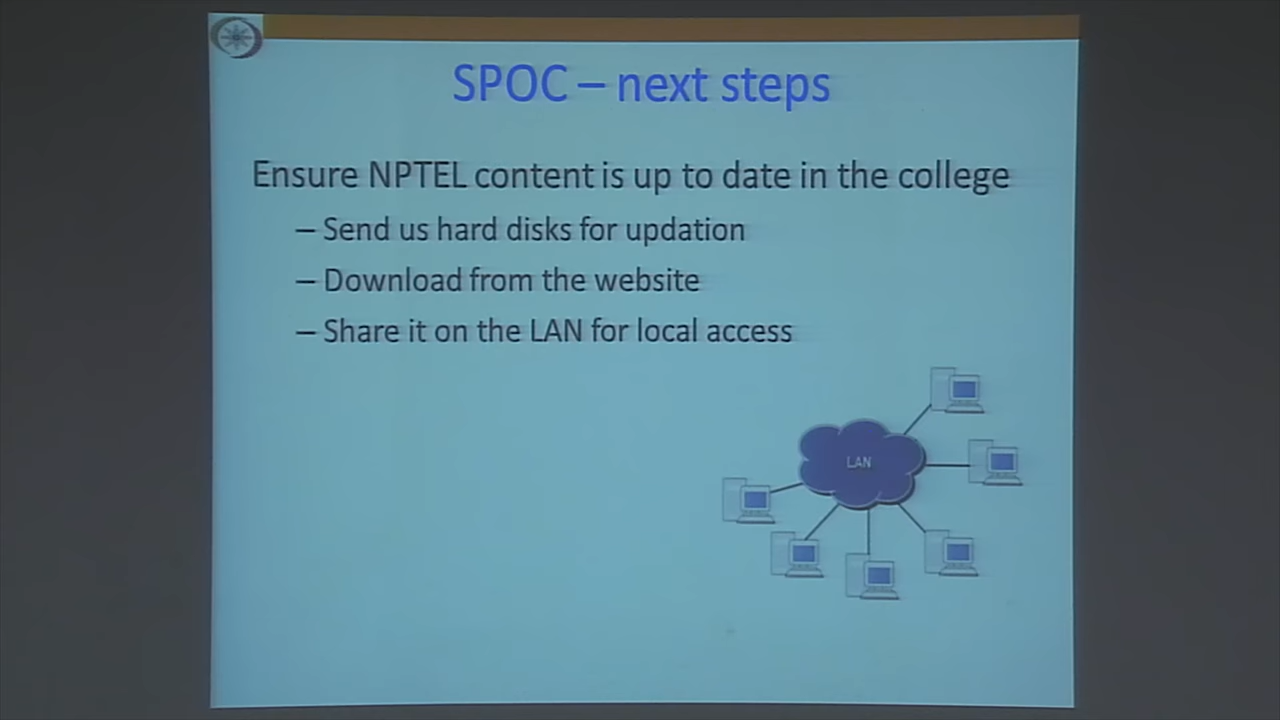 SPOC – next steps
Ensure NPTEL content is up to date in the college
– Send us hard disks for updation
– Download from the website
– Share it on the LAN for local access
LAN